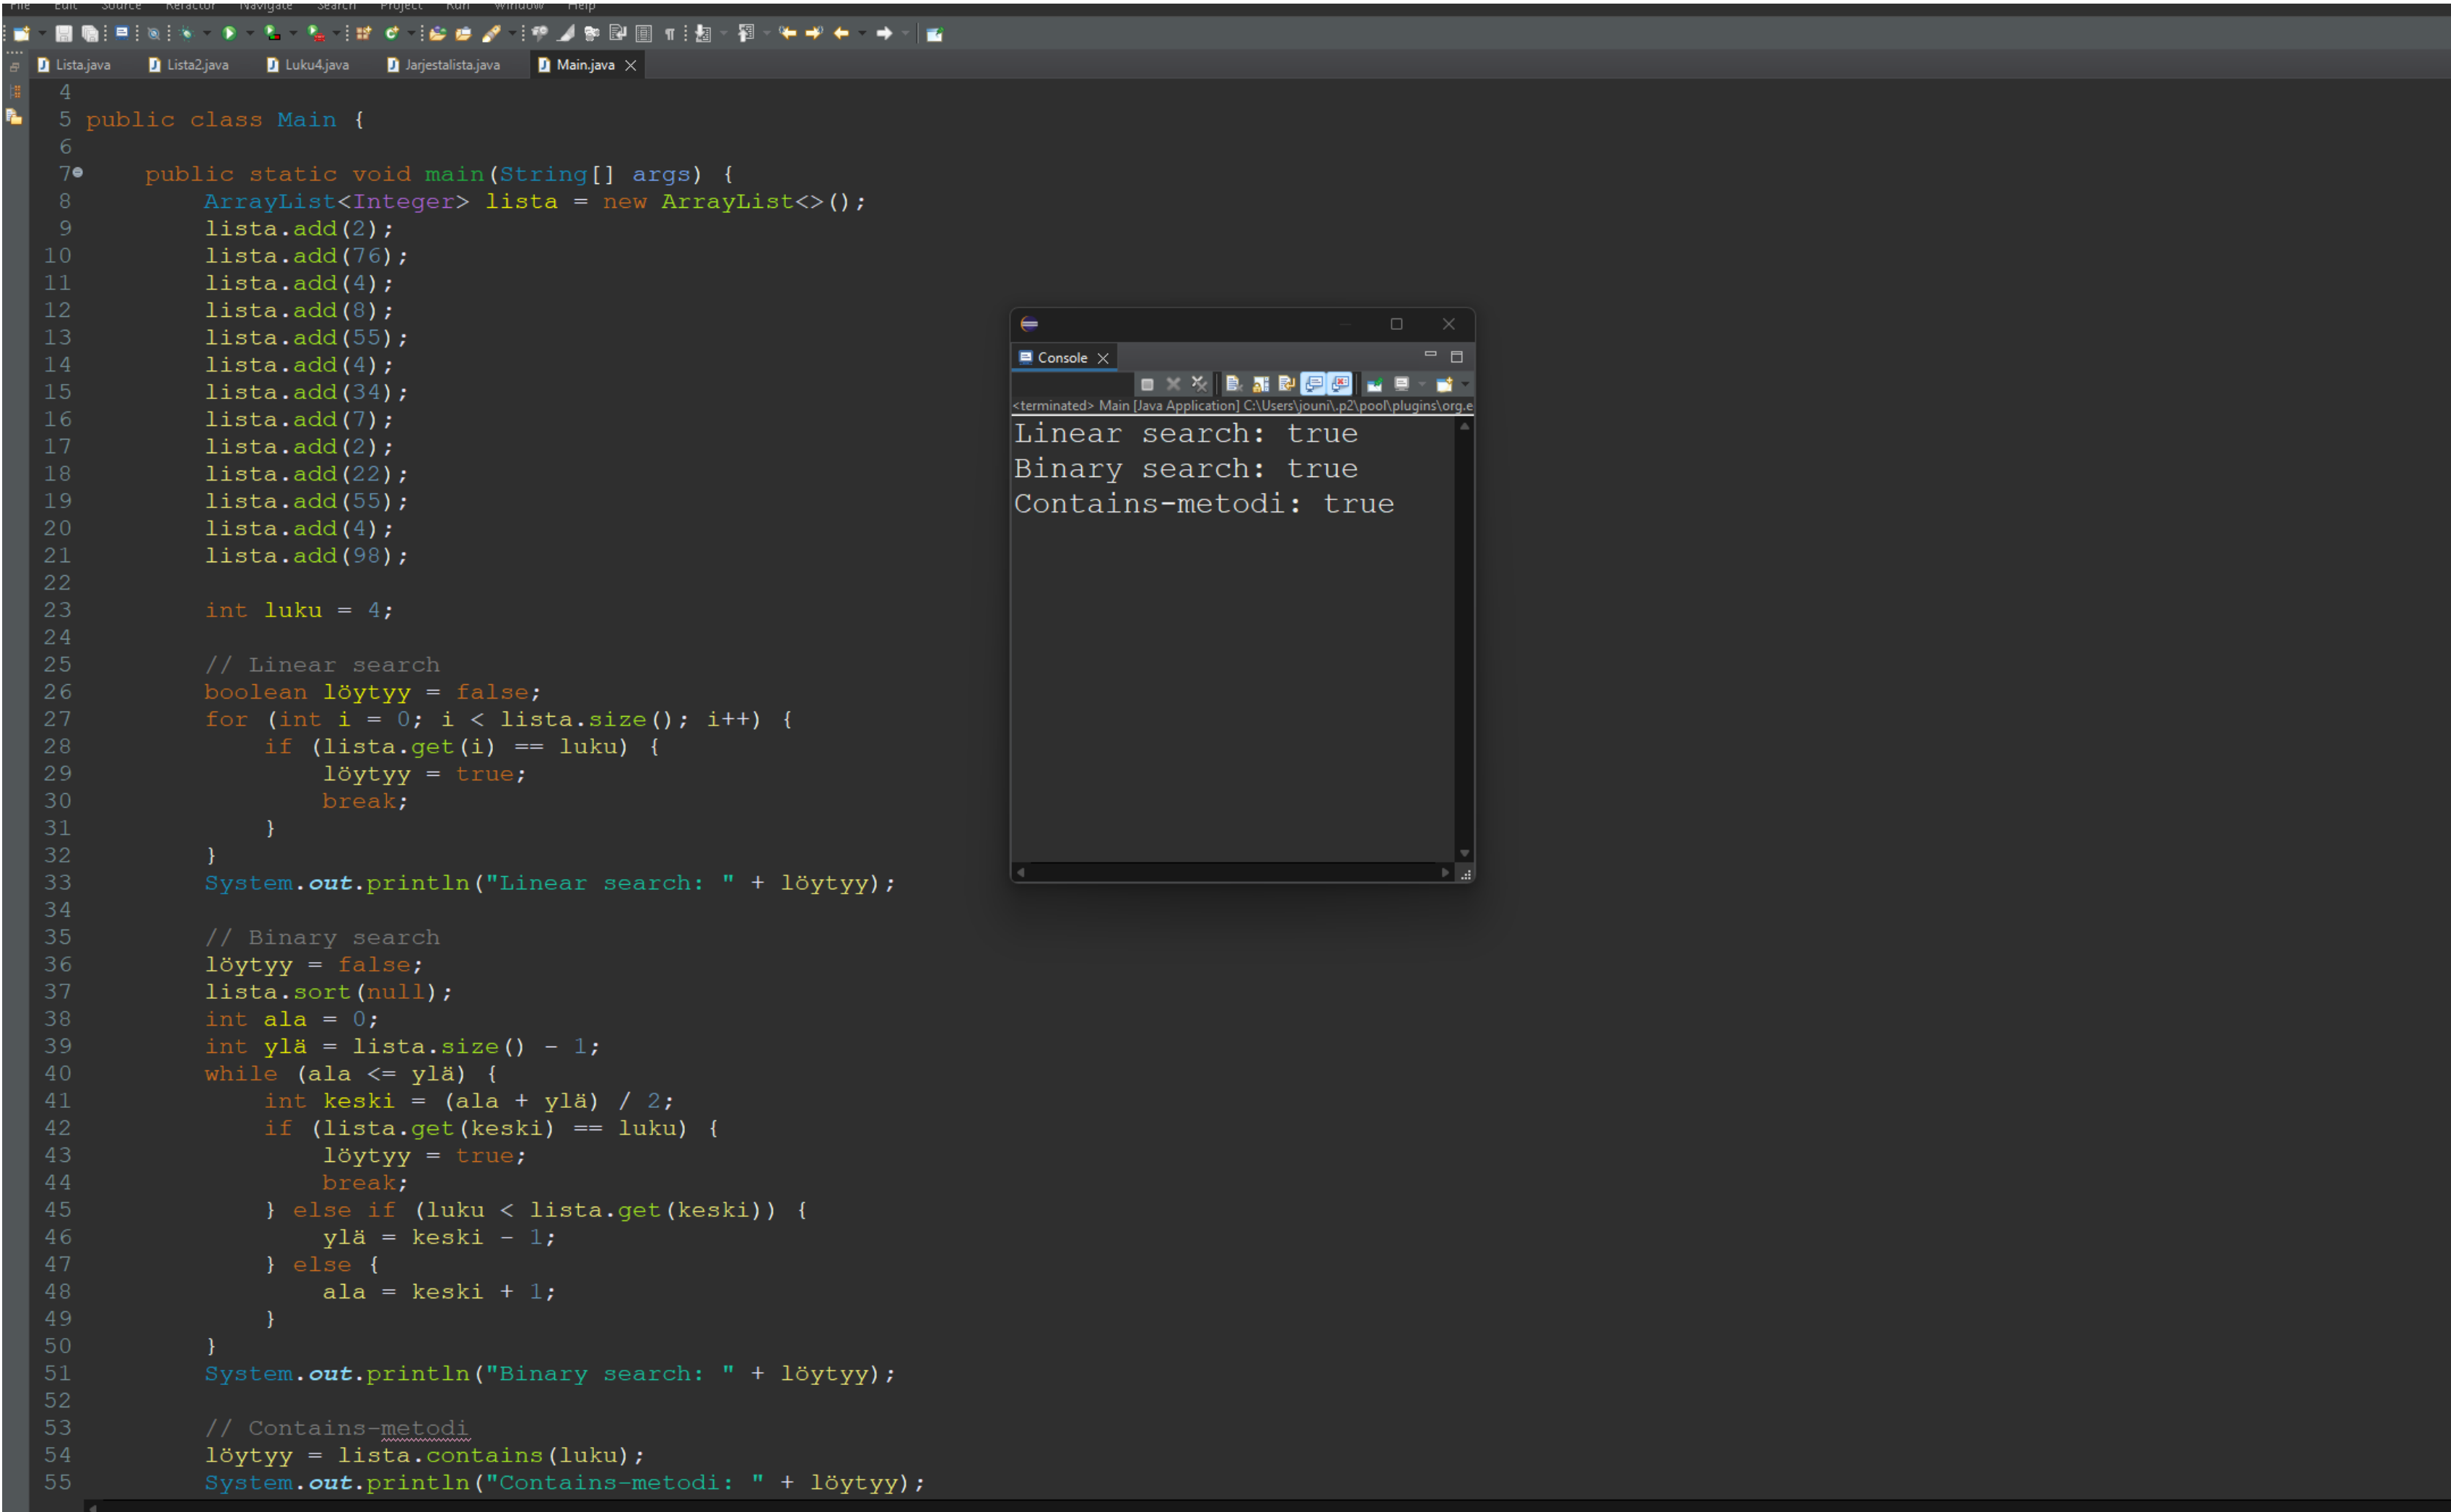 File Edit Source Refactor Navigate Search Project Run Window Help
Lista.java Lista2.java Luku4.java Jarjestalista.java Main.java
4
5 public class Main {
6
7 public static void main(String[] args) {
8 ArrayList<Integer> lista = new ArrayList<>();
9 lista.add(2);
10 lista.add(76);
11 lista.add(4);
12 lista.add(8);
13 lista.add(55);
14 lista.add(4);
15 lista.add(34);
16 lista.add(7);
17 lista.add(2);
18 lista.add(22);
19 lista.add(55);
20 lista.add(4);
21 lista.add(98);
22
23 int luku = 4;
24
25 // Linear search
26 boolean löytyy = false;
27 for (int i = 0; i < lista.size(); i++) {
28 if (lista.get(i) == luku) {
29 löytyy = true;
30 break;
31 }
32 }
33 System.out.println("Linear search: " + löytyy);
34
35 // Binary search
36 löytyy = false;
37 lista.sort(null);
38 int ala = 0;
39 int ylä = lista.size() - 1;
40 while (ala <= ylä) {
41 int keski = (ala + ylä) / 2;
42 if (lista.get(keski) == luku) {
43 löytyy = true;
44 break;
45 } else if (luku < lista.get(keski)) {
46 ylä = keski - 1;
47 } else {
48 ala = keski + 1;
49 }
50 }
51 System.out.println("Binary search: " + löytyy);
52
53 // Contains-metodi
54 löytyy = lista.contains(luku);
55 System.out.println("Contains-metodi: " + löytyy);
Console
<terminated> Main [Java Application] C:\Users\jouni\.p2\pool\plugins\org.e
Linear search: true
Binary search: true
Contains-metodi: true